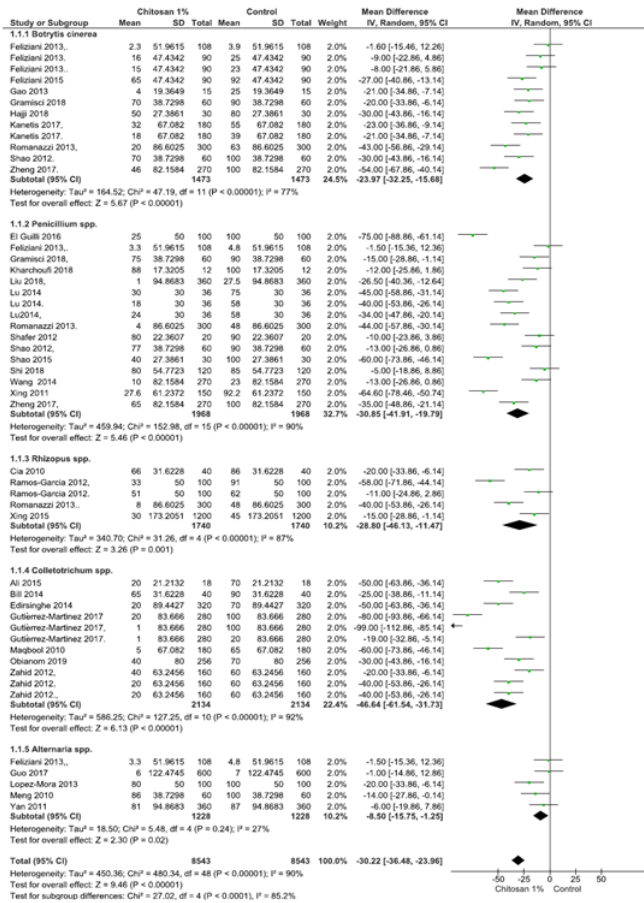 Chitosan 1% Control Mean Difference Mean Difference
Study or Subgroup Mean SD Total Mean SD Total Weight IV, Random, 95% CI IV, Random, 95% CI
1.1.1 Botrytis cinerea
Feliziani 2013,. 2.3 51.9615 108 3.9 51.9615 108 2.0% -1.60 [-15.46, 12.26]
Feliziani 2013. 16 47.4342 90 25 47.4342 90 2.0% -9.00 [-22.86, 4.86]
Feliziani 2013.. 15 47.4342 90 23 47.4342 90 2.0% -8.00 [-21.86, 5.86]
Feliziani 2015 65 47.4342 90 92 47.4342 90 2.0% -27.00 [-40.86, -13.14]
Gao 2013 4 19.3649 15 25 19.3649 15 2.0% -21.00 [-34.86, -7.14]
Gramisci 2018 70 38.7298 60 90 38.7298 60 2.0% -20.00 [-33.86, -6.14]
Hajji 2018 50 27.3861 30 80 27.3861 30 2.0% -30.00 [-43.86, -16.14]
Kanetis 2017, 32 67.082 180 55 67.082 180 2.0% -23.00 [-36.86, -9.14]
Kanetis 2017. 18 67.082 180 39 67.082 180 2.0% -21.00 [-34.86, -7.14]
Romanazzi 2013, 20 86.6025 300 63 86.6025 300 2.0% -43.00 [-56.86, -29.14]
Shao 2012. 70 38.7298 60 100 38.7298 60 2.0% -30.00 [-43.86, -16.14]
Zheng 2017. 46 82.1584 270 100 82.1584 270 2.0% -54.00 [-67.86, -40.14]
Subtotal (95% CI) 1473 1473 24.5% -23.97 [-32.25, -15.68]
Heterogeneity: Tau² = 164.52; Chi² = 47.19, df = 11 (P < 0.00001); I² = 77%
Test for overall effect: Z = 5.67 (P < 0.00001)
1.1.2 Penicillium spp.
El Guilli 2016 25 50 100 100 50 100 2.0% -75.00 [-88.86, -61.14]
Feliziani 2013,. 3.3 51.9615 108 4.8 51.9615 108 2.0% -1.50 [-15.36, 12.36]
Gramisci 2018, 75 38.7298 60 90 38.7298 60 2.0% -15.00 [-28.86, -1.14]
Kharchoufi 2018 88 17.3205 12 100 17.3205 12 2.0% -12.00 [-25.86, 1.86]
Liu 2018, 1 94.8683 360 27.5 94.8683 360 2.0% -26.50 [-40.36, -12.64]
Lu 2014 30 30 36 75 30 36 2.0% -45.00 [-58.86, -31.14]
Lu 2014. 18 30 36 58 30 36 2.0% -40.00 [-53.86, -26.14]
Lu2014, 24 30 36 58 30 36 2.0% -34.00 [-47.86, -20.14]
Romanazzi 2013. 4 86.6025 300 48 86.6025 300 2.0% -44.00 [-57.86, -30.14]
Shafer 2012 80 22.3607 20 90 22.3607 20 2.0% -10.00 [-23.86, 3.86]
Shao 2012, 77 38.7298 60 90 38.7298 60 2.0% -13.00 [-26.86, 0.86]
Shao 2015 40 27.3861 30 100 27.3861 30 2.0% -60.00 [-73.86, -46.14]
Shi 2018 80 54.7723 120 85 54.7723 120 2.0% -5.00 [-18.86, 8.86]
Wang 2014 10 82.1584 270 23 82.1584 270 2.0% -13.00 [-26.86, 0.86]
Xing 2011 27.6 61.2372 150 92.2 61.2372 150 2.0% -64.60 [-78.46, -50.74]
Zheng 2017, 65 82.1584 270 100 82.1584 270 2.0% -35.00 [-48.86, -21.14]
Subtotal (95% CI) 1968 1968 32.7% -30.85 [-41.91, -19.79]
Heterogeneity: Tau² = 459.94; Chi² = 152.98, df = 15 (P < 0.00001); I² = 90%
Test for overall effect: Z = 5.46 (P < 0.00001)
1.1.3 Rhizopus spp.
Cia 2010 66 31.6228 40 86 31.6228 40 2.0% -20.00 [-33.86, -6.14]
Ramos-Garcia 2012, 33 50 100 91 50 100 2.0% -58.00 [-71.86, -44.14]
Ramos-Garcia 2012. 51 50 100 62 50 100 2.0% -11.00 [-24.86, 2.86]
Romanazzi 2013.. 8 86.6025 300 48 86.6025 300 2.0% -40.00 [-53.86, -26.14]
Xing 2015 30 173.2051 1200 45 173.2051 1200 2.0% -15.00 [-28.86, -1.14]
Subtotal (95% CI) 1740 1740 10.2% -28.80 [-46.13, -11.47]
Heterogeneity: Tau² = 340.70; Chi² = 31.26, df = 4 (P < 0.00001); I² = 87%
Test for overall effect: Z = 3.26 (P = 0.001)
1.1.4 Colletotrichum spp.
Ali 2015 20 21.2132 18 70 21.2132 18 2.0% -50.00 [-63.86, -36.14]
Bill 2014 65 31.6228 40 90 31.6228 40 2.0% -25.00 [-38.86, -11.14]
Edirsinghe 2014 20 89.4427 320 70 89.4427 320 2.0% -50.00 [-63.86, -36.14]
Gutierrez-Martinez 2017 20 83.666 280 100 83.666 280 2.0% -80.00 [-93.86, -66.14]
Gutierrez-Martinez 2017, 1 83.666 280 100 83.666 280 2.0% -99.00 [-112.86, -85.14]
Gutierrez-Martinez 2017. 1 83.666 280 20 83.666 280 2.0% -19.00 [-32.86, -5.14]
Maqbool 2010 5 67.082 180 65 67.082 180 2.0% -60.00 [-73.86, -46.14]
Obianom 2019 40 80 256 70 80 256 2.0% -30.00 [-43.86, -16.14]
Zahid 2012, 40 63.2456 160 60 63.2456 160 2.0% -20.00 [-33.86, -6.14]
Zahid 2012. 20 63.2456 160 60 63.2456 160 2.0% -40.00 [-53.86, -26.14]
Zahid 2012., 20 63.2456 160 60 63.2456 160 2.0% -40.00 [-53.86, -26.14]
Subtotal (95% CI) 2134 2134 22.4% -46.64 [-61.54, -31.73]
Heterogeneity: Tau² = 586.25; Chi² = 127.25, df = 10 (P < 0.00001); I² = 92%
Test for overall effect: Z = 6.13 (P < 0.00001)
1.1.5 Alternaria spp.
Feliziani 2013,, 3.3 51.9615 108 4.8 51.9615 108 2.0% -1.50 [-15.36, 12.36]
Guo 2017 6 122.4745 600 7 122.4745 600 2.0% -1.00 [-14.86, 12.86]
Lopez-Mora 2013 80 50 100 100 50 100 2.0% -20.00 [-33.86, -6.14]
Meng 2010 86 38.7298 60 100 38.7298 60 2.0% -14.00 [-27.86, -0.14]
Yan 2011 81 94.8683 360 87 94.8683 360 2.0% -6.00 [-19.86, 7.86]
Subtotal (95% CI) 1228 1228 10.2% -8.50 [-15.75, -1.25]
Heterogeneity: Tau² = 18.50; Chi² = 5.48, df = 4 (P = 0.24); I² = 27%
Test for overall effect: Z = 2.30 (P = 0.02)
Total (95% CI) 8543 8543 100.0% -30.22 [-36.48, -23.96]
Heterogeneity: Tau² = 450.36; Chi² = 480.34, df = 48 (P < 0.00001); I² = 90%
Test for overall effect: Z = 9.46 (P < 0.00001)
Test for subgroup differences: Chi² = 27.02, df = 4 (P < 0.0001), I² = 85.2%
-100 -50 0 50 100
Chitosan 1% Control